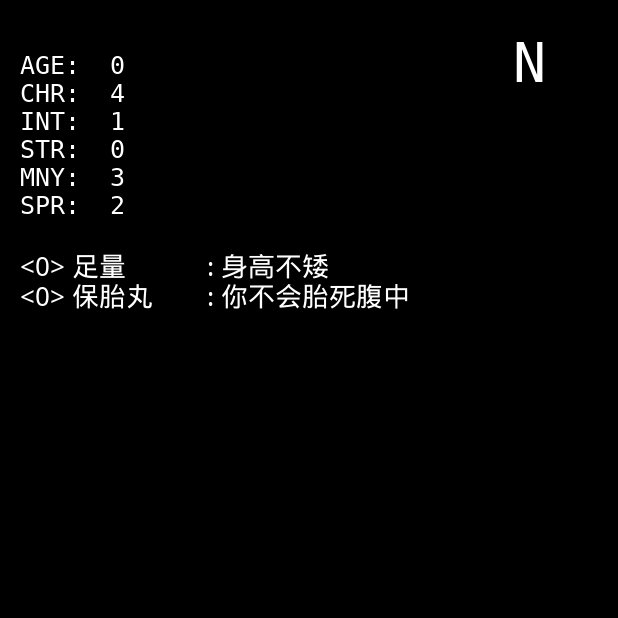 N
AGE: 0
CHR: 4
INT: 1
STR: 0
MNY: 3
SPR: 2
<O> 足量 :身高不矮
<O> 保胎丸 :你不会胎死腹中